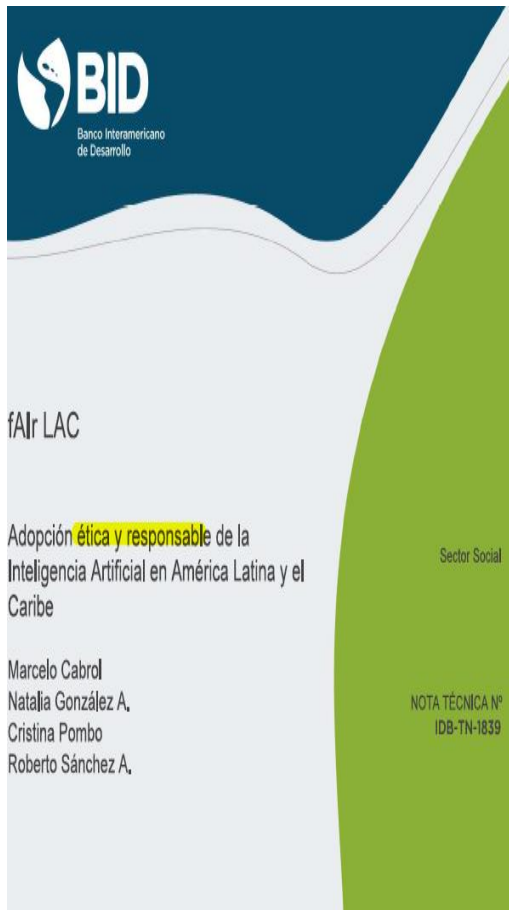 BID
Banco Interamericano
de Desarrollo
fAIr LAC
Adopción ética y responsable de la
Inteligencia Artificial en América Latina y el
Caribe
Sector Social
Marcelo Cabrol
Natalia González A.
Cristina Pombo
Roberto Sánchez A.
NOTA TÉCNICA Nº
IDB-TN-1839